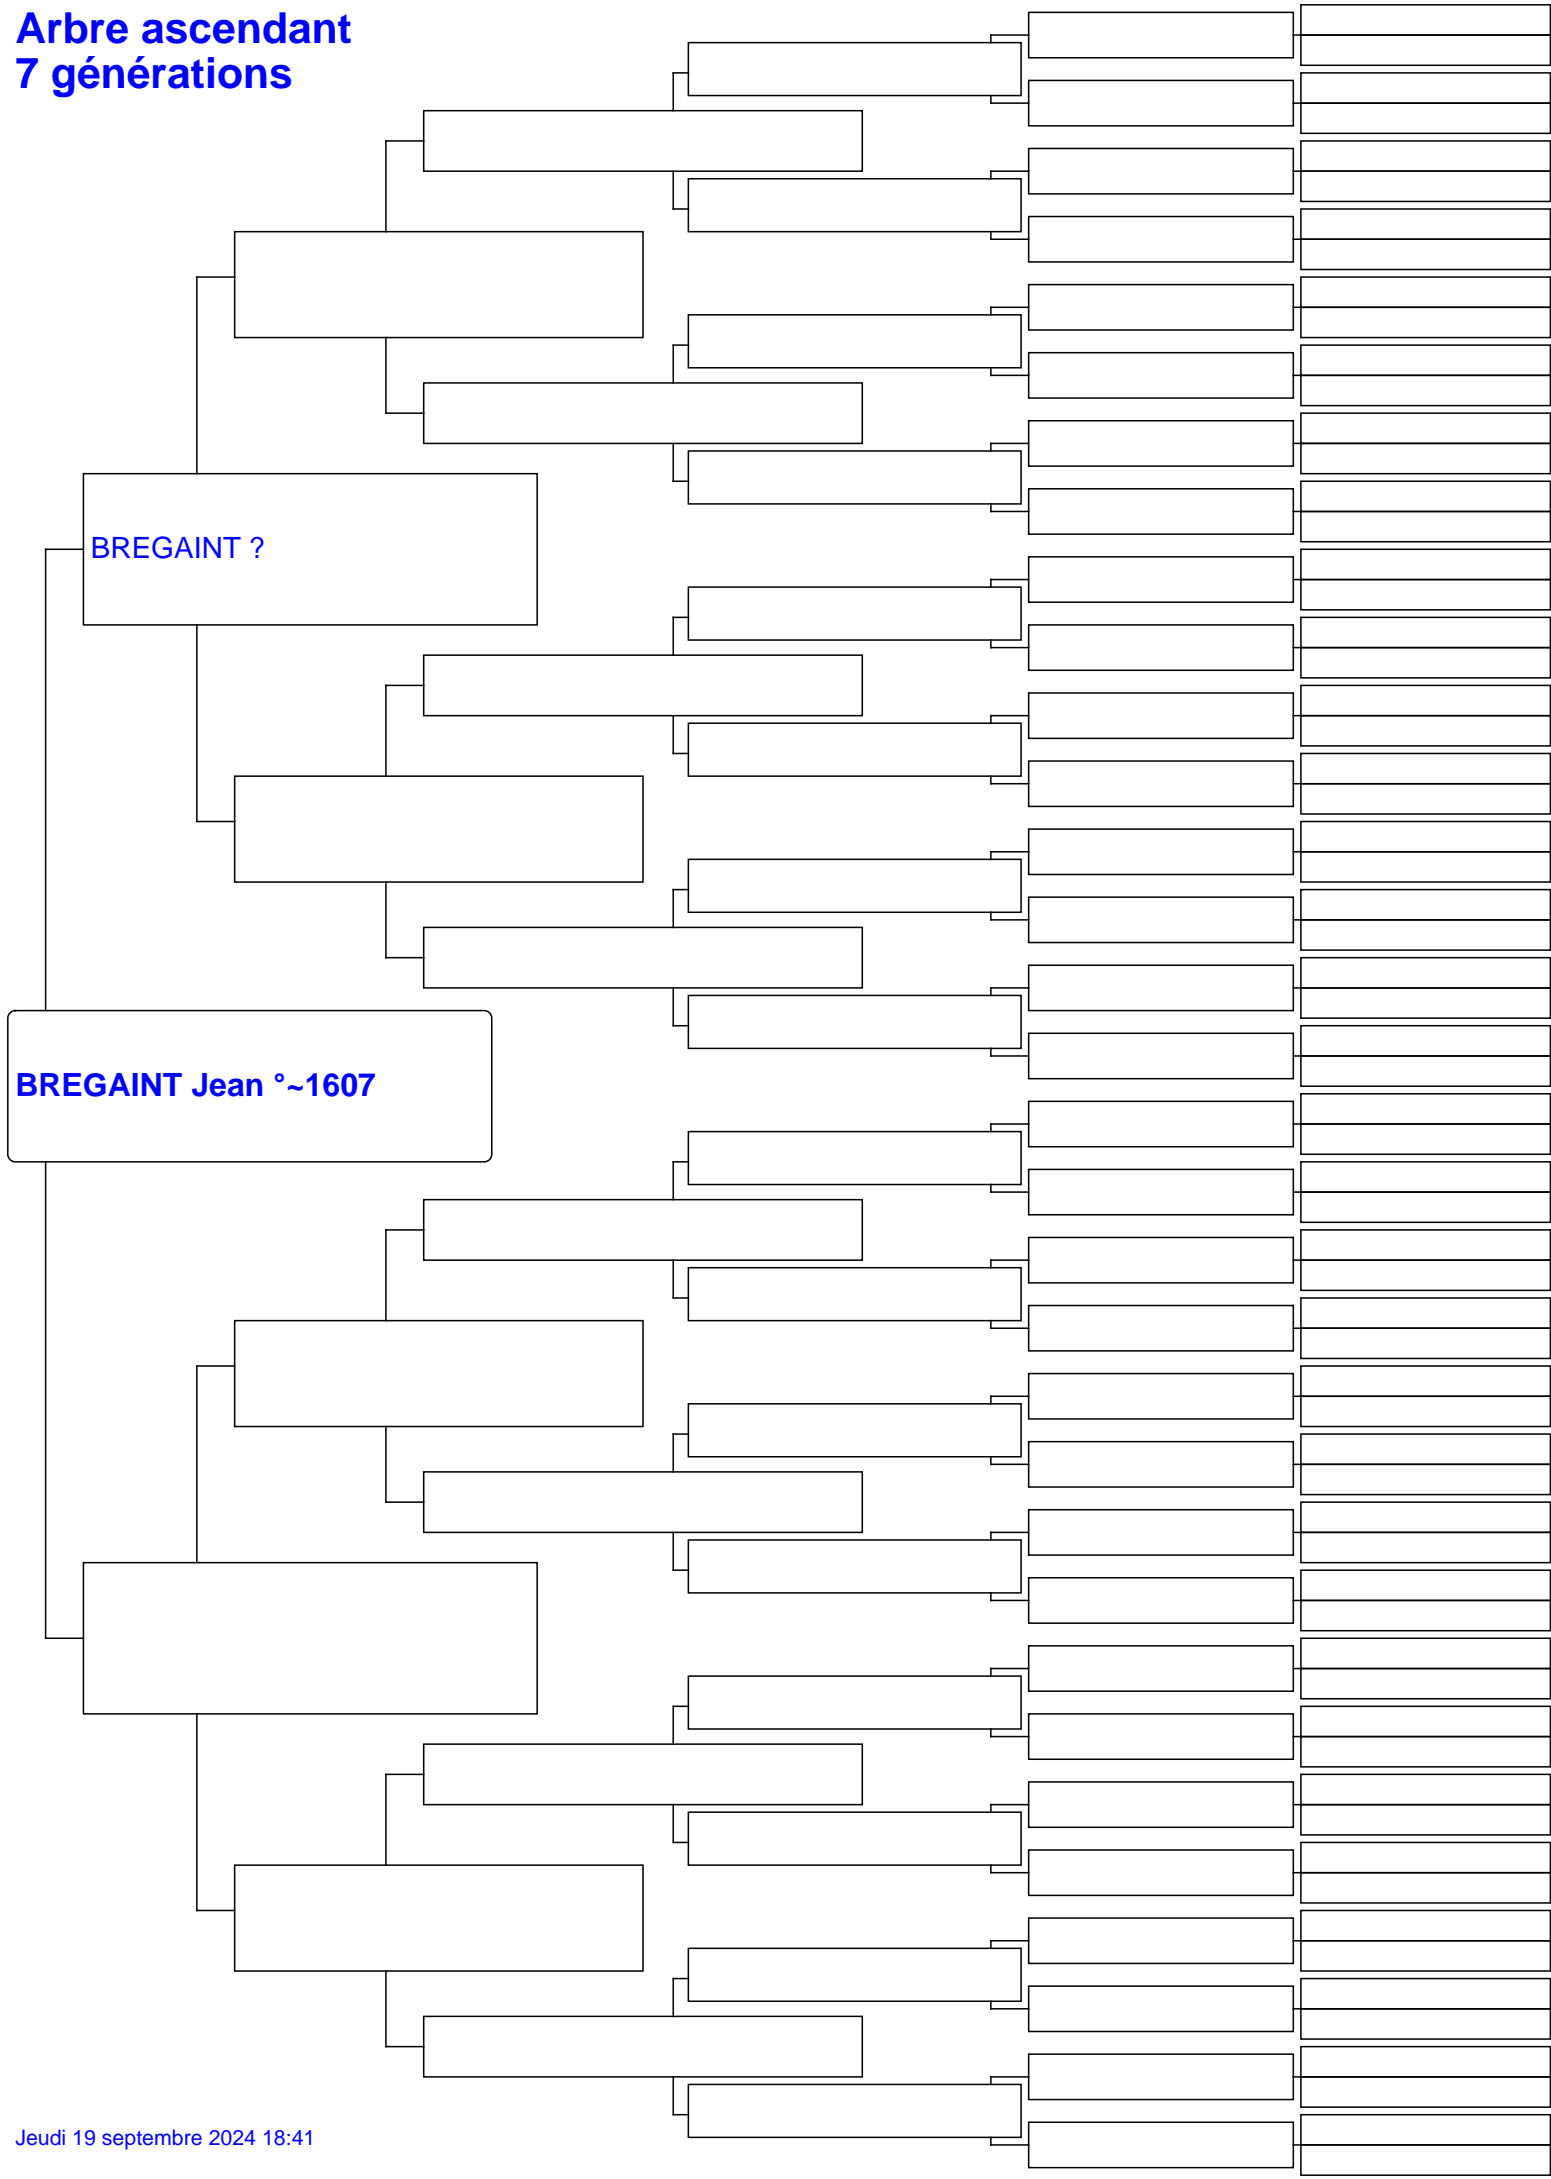 Arbre ascendant
7 générations
BREGAINT ?
BREGAINT Jean °~1607
Jeudi 19 septembre 2024 18:41